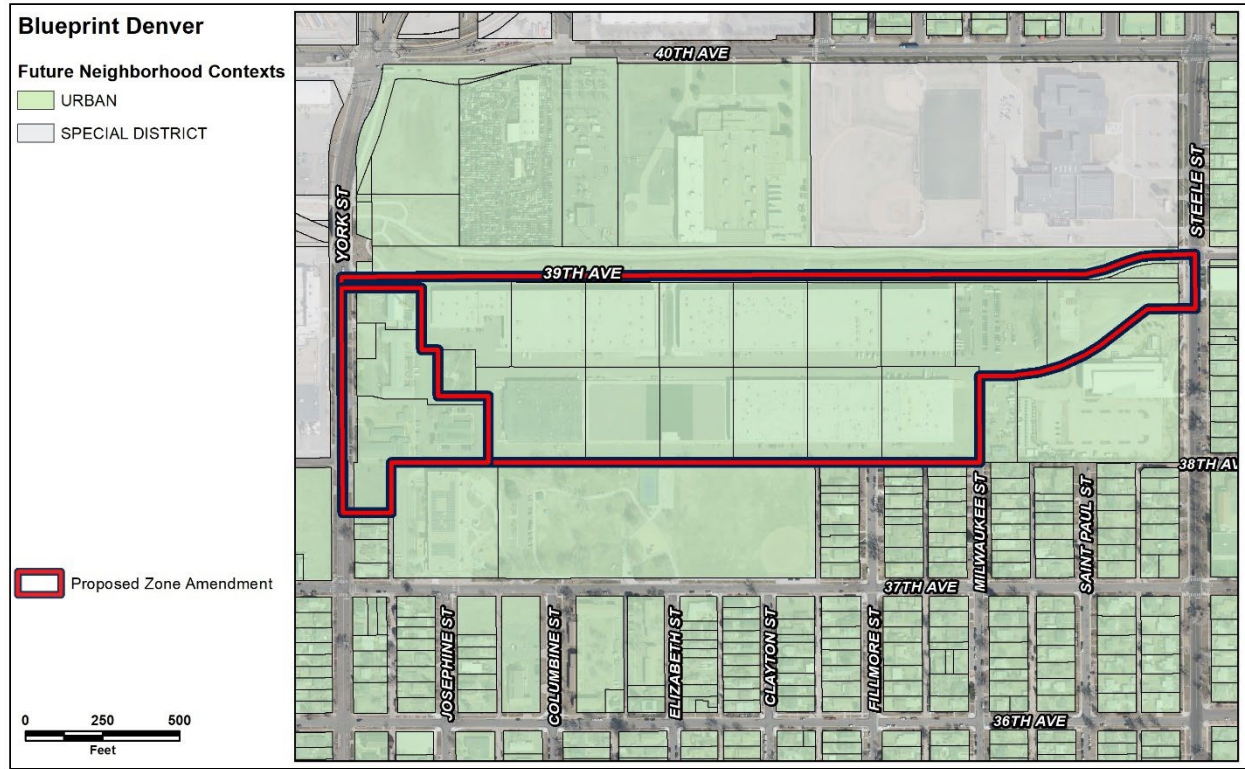 Blueprint Denver
Future Neighborhood Contexts
URBAN
SPECIAL DISTRICT
Proposed Zone Amendment
0 250 500
Feet
40TH AVE
YORK ST
STEELE ST
39TH AVE
38TH AV
MILWAUKEE ST
SAINT PAUL ST
37TH AVE
JOSEPHINE ST
COLUMBINE ST
ELIZABETH ST
CLAYTON ST
FILLMORE ST
36TH AVE